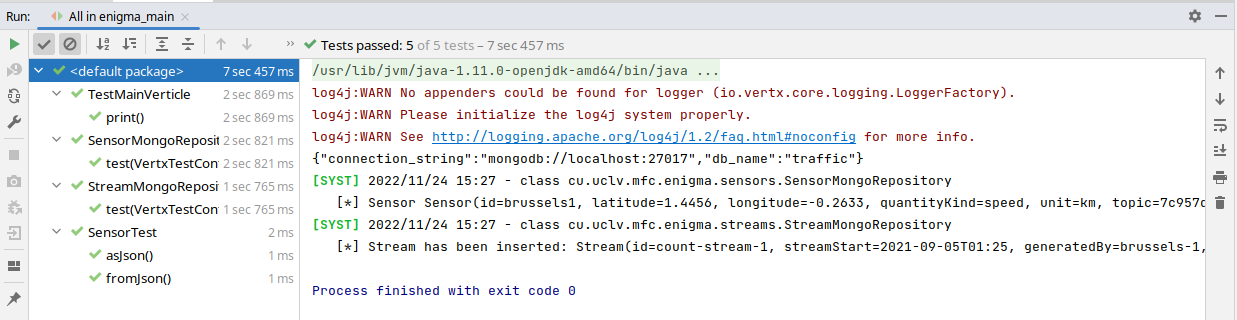 Run: All in enigma_main
Tests passed: 5 of 5 tests – 7 sec 457 ms
<default package> 7 sec 457 ms
TestMainVerticle 2 sec 869 ms
print() 2 sec 869 ms
SensorMongoReposit 2 sec 821 ms
test(VertxTestCont 2 sec 821 ms
StreamMongoReposi 1 sec 765 ms
test(VertxTestCon 1 sec 765 ms
SensorTest 2 ms
asJson() 1 ms
fromJson() 1 ms
/usr/lib/jvm/java-1.11.0-openjdk-amd64/bin/java ...
log4j:WARN No appenders could be found for logger (io.vertx.core.logging.LoggerFactory).
log4j:WARN Please initialize the log4j system properly.
log4j:WARN See http://logging.apache.org/log4j/1.2/faq.html#noconfig for more info.
{"connection_string":"mongodb://localhost:27017","db_name":"traffic"}
[SYST] 2022/11/24 15:27 - class cu.uclv.mfc.enigma.sensors.SensorMongoRepository
[*] Sensor Sensor(id=brussels1, latitude=1.4456, longitude=-0.2633, quantityKind=speed, unit=km, topic=7c957c
[SYST] 2022/11/24 15:27 - class cu.uclv.mfc.enigma.streams.StreamMongoRepository
[*] Stream has been inserted: Stream(id=count-stream-1, streamStart=2021-09-05T01:25, generatedBy=brussels-1,
Process finished with exit code 0